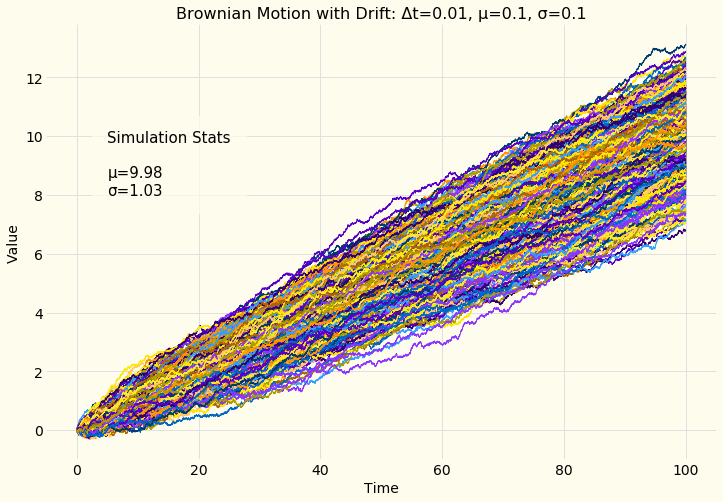 Brownian Motion with Drift: Δt=0.01, μ=0.1, σ=0.1
12
10
8
6
4
2
0
Simulation Stats
μ=9.98
σ=1.03
Value
0 20 40 60 80 100
Time